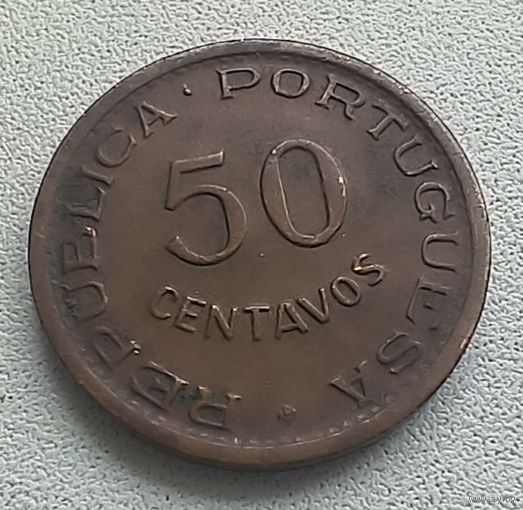 REPUBLICA · PORTUGUESA ·
50
CENTAVOS